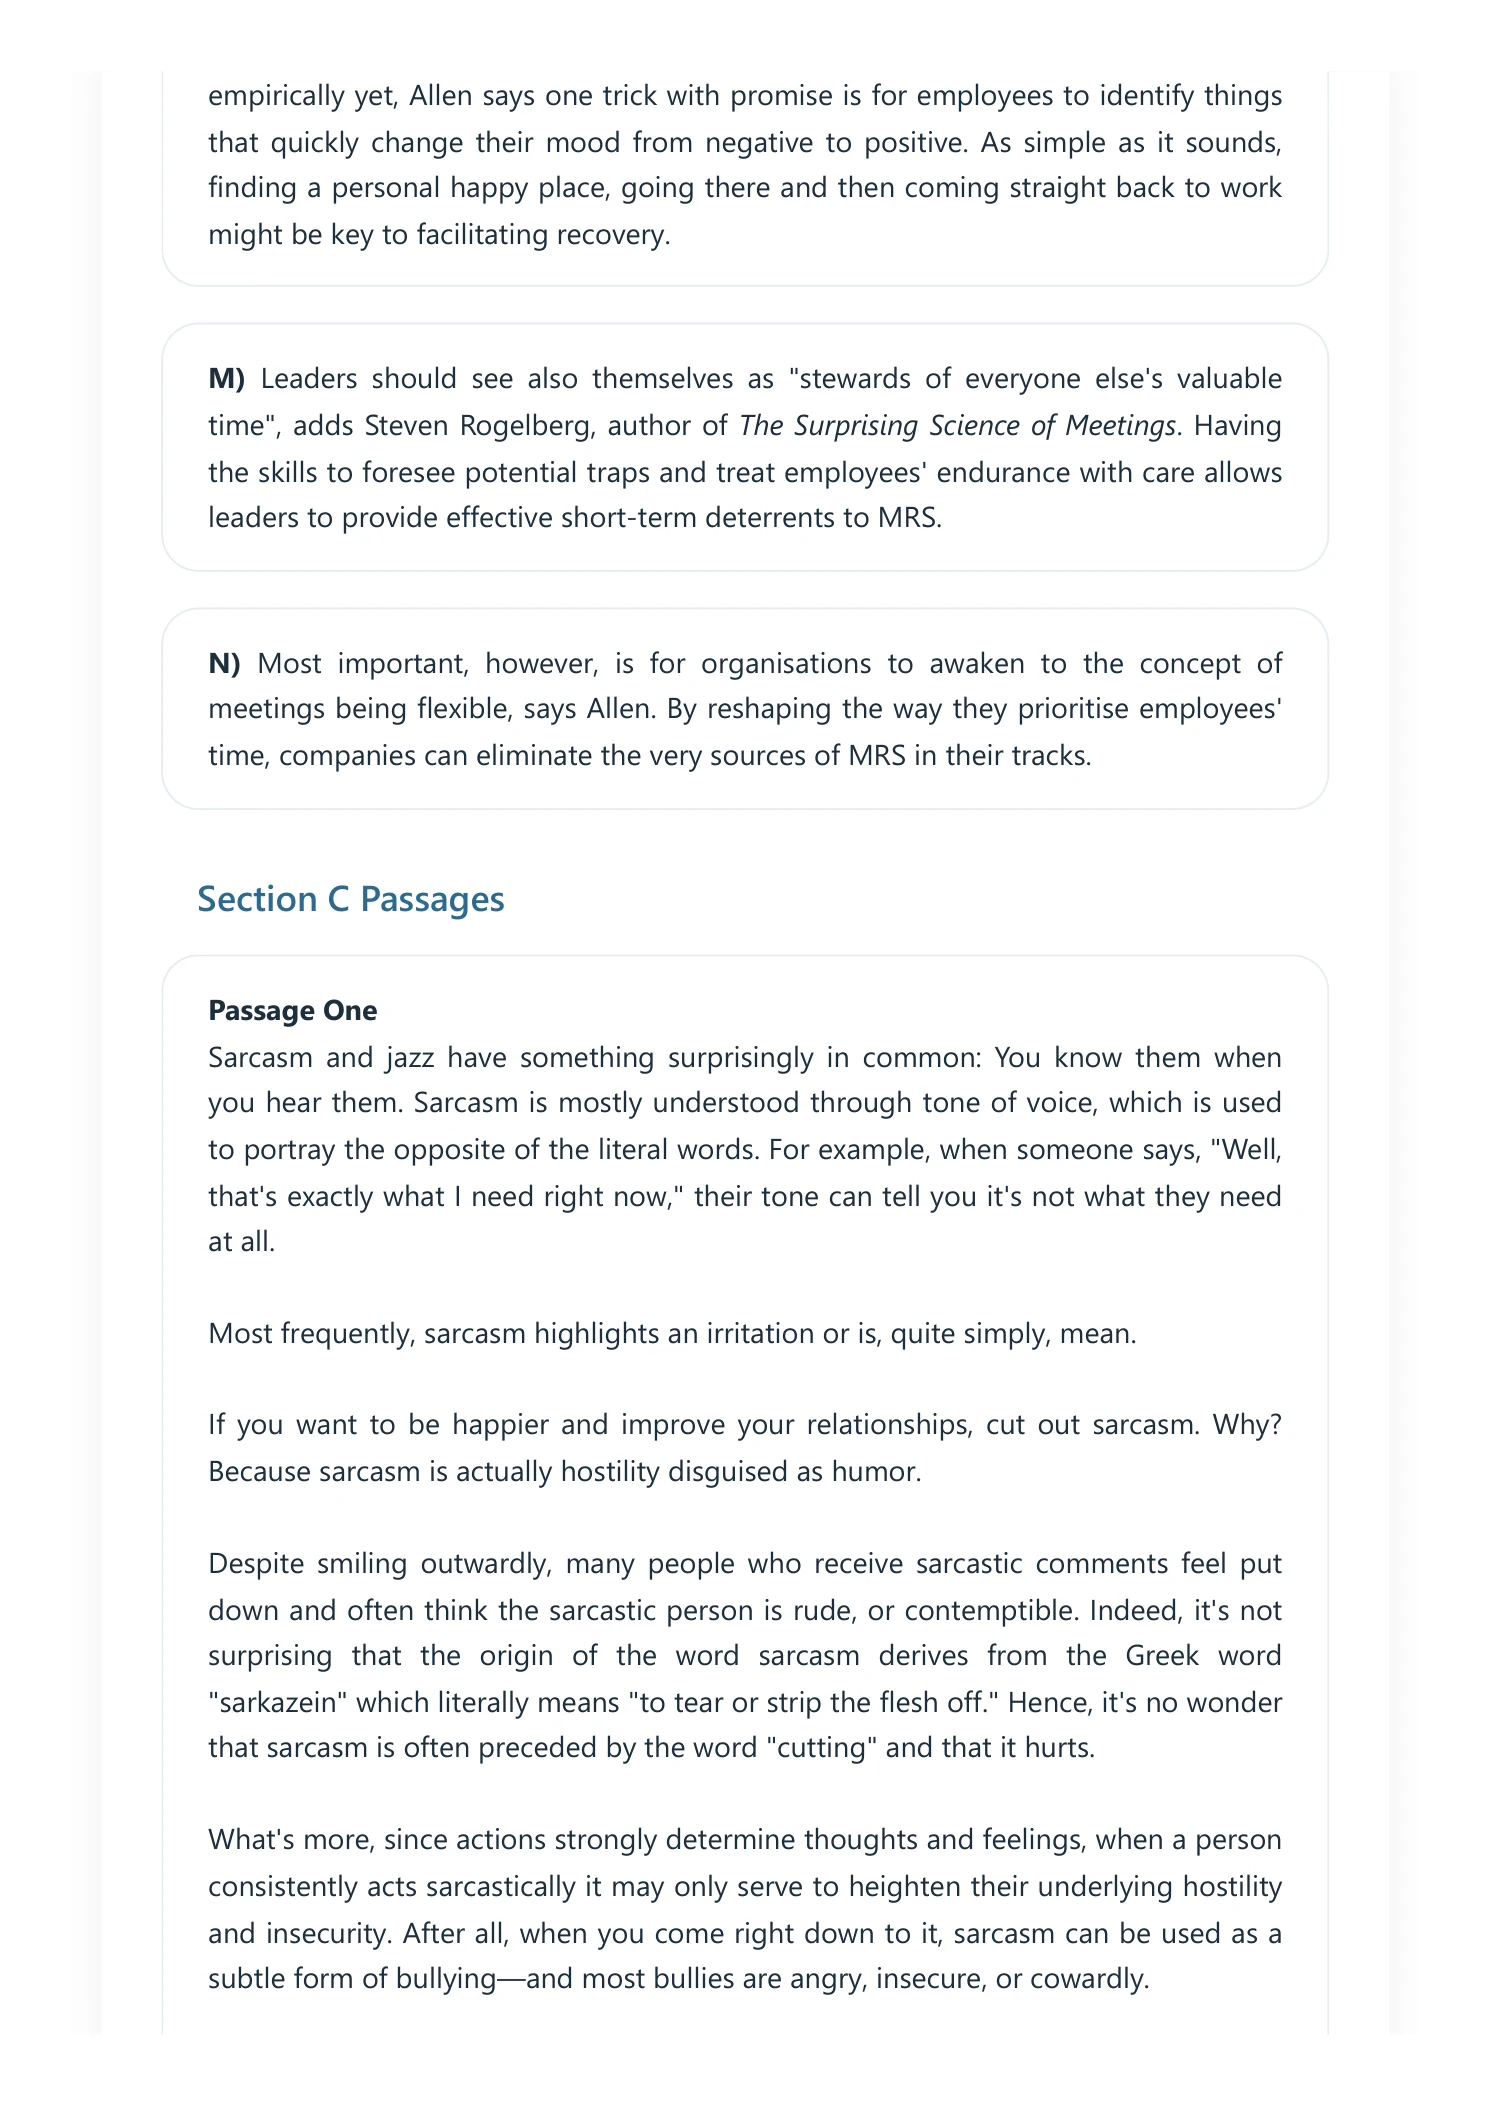 empirically yet, Allen says one trick with promise is for employees to identify things
that quickly change their mood from negative to positive. As simple as it sounds,
finding a personal happy place, going there and then coming straight back to work
might be key to facilitating recovery.
M) Leaders should see also themselves as "stewards of everyone else's valuable
time", adds Steven Rogelberg, author of The Surprising Science of Meetings. Having
the skills to foresee potential traps and treat employees' endurance with care allows
leaders to provide effective short-term deterrents to MRS.
N) Most important, however, is for organisations to awaken to the concept of
meetings being flexible, says Allen. By reshaping the way they prioritise employees'
time, companies can eliminate the very sources of MRS in their tracks.
Section C Passages
Passage One
Sarcasm and jazz have something surprisingly in common: You know them when
you hear them. Sarcasm is mostly understood through tone of voice, which is used
to portray the opposite of the literal words. For example, when someone says, "Well,
that's exactly what I need right now," their tone can tell you it's not what they need
at all.
Most frequently, sarcasm highlights an irritation or is, quite simply, mean.
If you want to be happier and improve your relationships, cut out sarcasm. Why?
Because sarcasm is actually hostility disguised as humor.
Despite smiling outwardly, many people who receive sarcastic comments feel put
down and often think the sarcastic person is rude, or contemptible. Indeed, it's not
surprising that the origin of the word sarcasm derives from the Greek word
"sarkazein" which literally means "to tear or strip the flesh off." Hence, it's no wonder
that sarcasm is often preceded by the word "cutting" and that it hurts.
What's more, since actions strongly determine thoughts and feelings, when a person
consistently acts sarcastically it may only serve to heighten their underlying hostility
and insecurity. After all, when you come right down to it, sarcasm can be used as a
subtle form of bullying—and most bullies are angry, insecure, or cowardly.